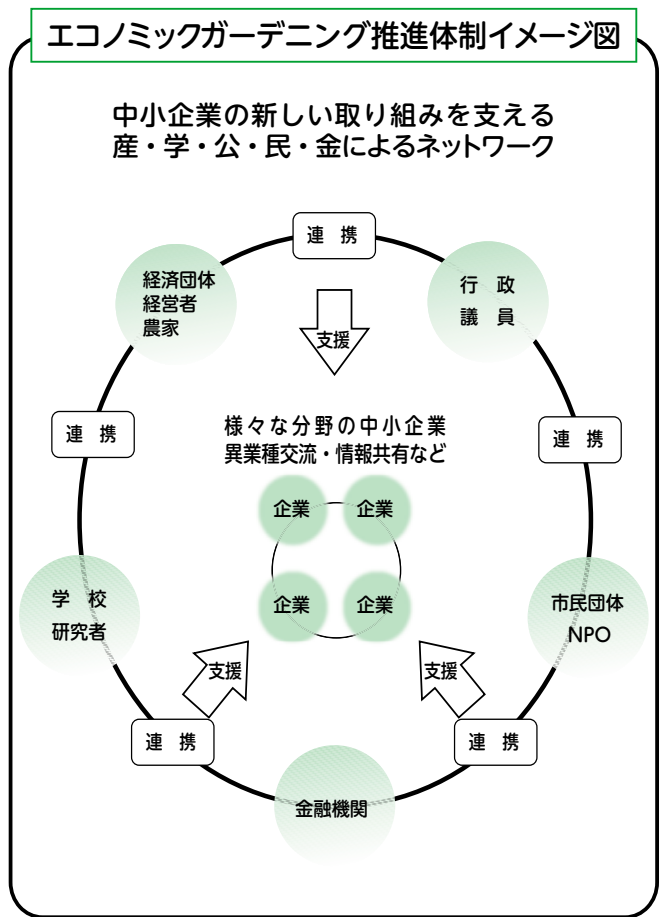 エコノミックガーデニング推進体制イメージ図
中小企業の新しい取り組みを支える
産・学・公・民・金によるネットワーク
連 携
経済団体
経営者
農家
行 政
議 員
支援
連 携
連 携
様々な分野の中小企業
異業種交流・情報共有など
企業
企業
企業
企業
学 校
研究者
市民団体
NPO
支援
支援
連 携
連 携
金融機関